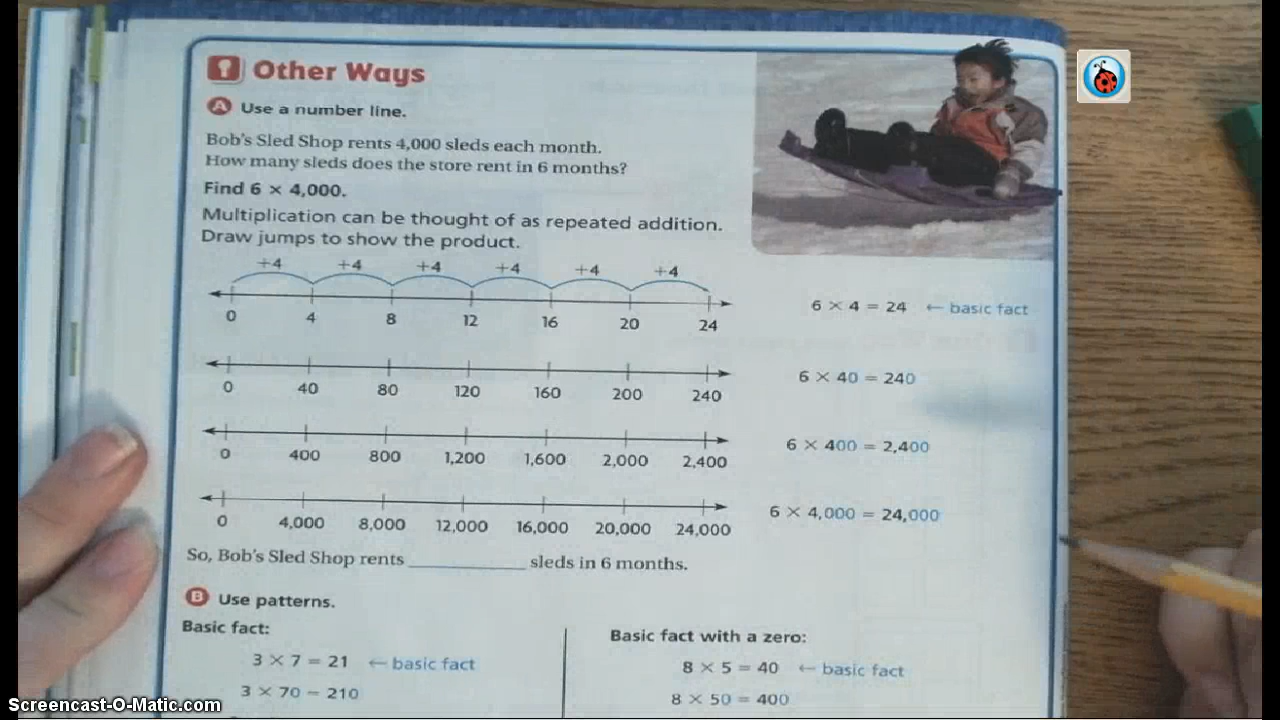 Other Ways
A Use a number line.
Bob's Sled Shop rents 4,000 sleds each month.
How many sleds does the store rent in 6 months?
Find 6 × 4,000.
Multiplication can be thought of as repeated addition.
Draw jumps to show the product.
+4 +4 +4 +4 +4 +4
0 4 8 12 16 20 24
6 × 4 = 24 ← basic fact
0 40 80 120 160 200 240
6 × 40 = 240
0 400 800 1,200 1,600 2,000 2,400
6 × 400 = 2,400
0 4,000 8,000 12,000 16,000 20,000 24,000
6 × 4,000 = 24,000
So, Bob's Sled Shop rents __________ sleds in 6 months.
B Use patterns.
Basic fact:
3 × 7 = 21 ← basic fact
3 × 70 = 210
Basic fact with a zero:
8 × 5 = 40 ← basic fact
8 × 50 = 400
Screencast-O-Matic.com